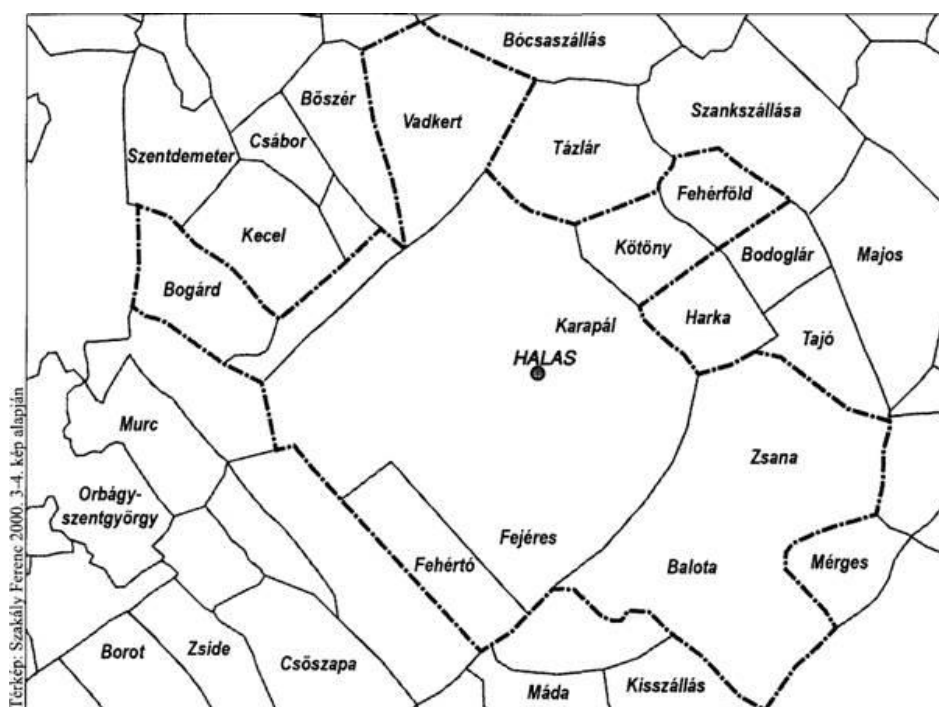 Bócsaszállás
Bőszér
Vadkert
Szankszállása
Csábor
Tázlár
Szentdemeter
Fehérföld
Kecel
Kötöny
Bodoglár
Majos
Bogárd
Karapál
Harka
Tajó
HALAS
Murc
Zsana
Orbágy-
szentgyörgy
Fejéres
Fehértó
Balota
Mérges
Borot
Zside
Csőszapa
Máda
Kisszállás
Térkép: Szakály Ferenc 2000. 3-4. kép alapján